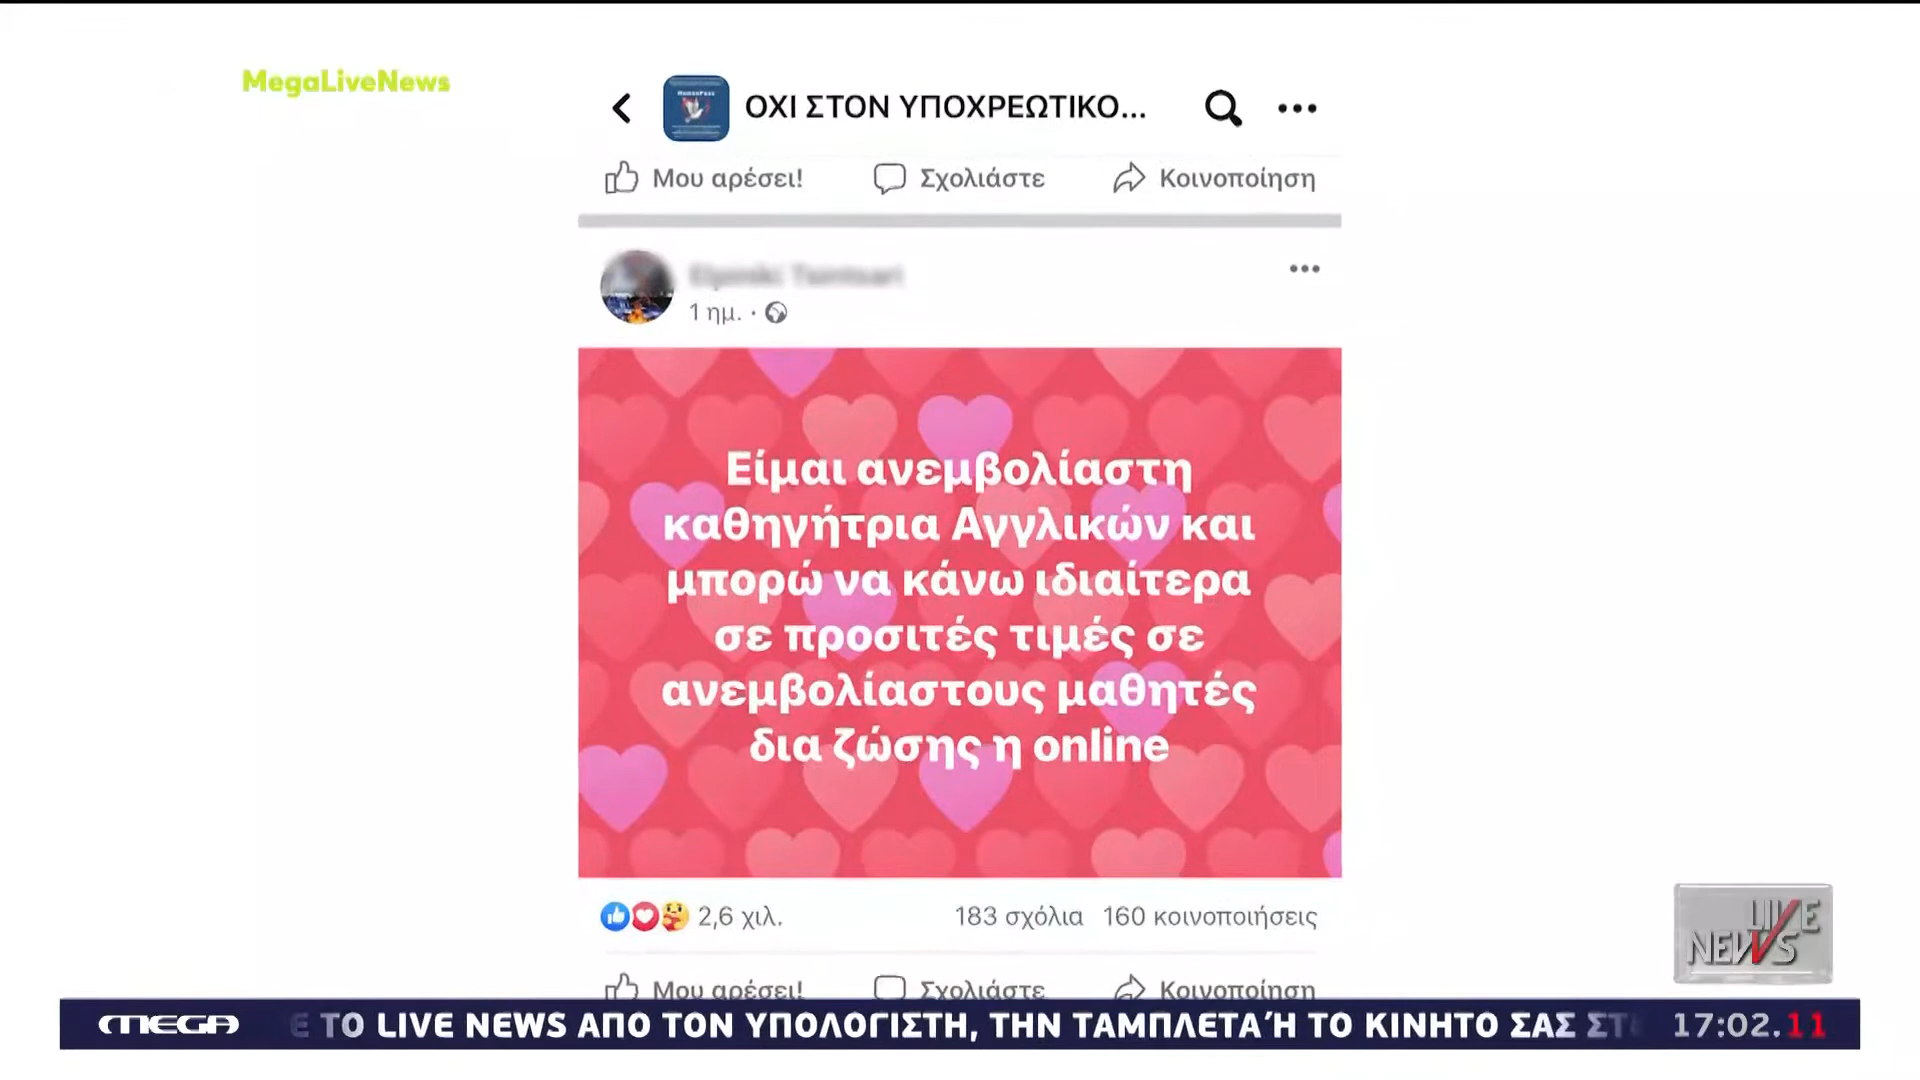 MegaLiveNews
ΟΧΙ ΣΤΟΝ ΥΠΟΧΡΕΩΤΙΚΟ...
Μου αρέσει! Σχολιάστε Κοινοποίηση
1 ημ. ·
Είμαι ανεμβολίαστη
καθηγήτρια Αγγλικών και
μπορώ να κάνω ιδιαίτερα
σε προσιτές τιμές σε
ανεμβολίαστους μαθητές
δια ζώσης η online
2,6 χιλ. 183 σχόλια 160 κοινοποιήσεις
LIVE
NEWS
Μου αρέσει! Σχολιάστε Κοινοποίηση
MEGA ΤΟ LIVE NEWS ΑΠΟ ΤΟΝ ΥΠΟΛΟΓΙΣΤΗ, ΤΗΝ ΤΑΜΠΛΕΤΑ Ή ΤΟ ΚΙΝΗΤΟ ΣΑΣ 17:02.11